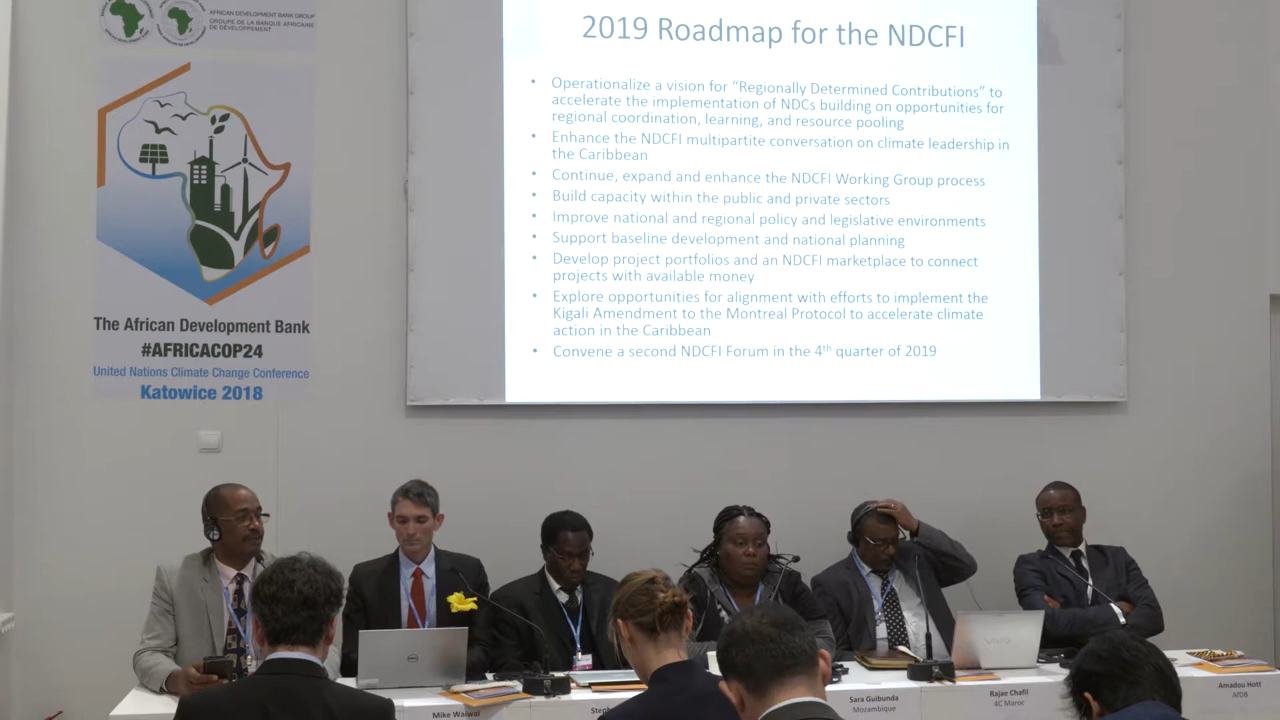 AFRICAN DEVELOPMENT BANK GROUP
GROUPE DE LA BANQUE AFRICAINE
DE DÉVELOPPEMENT
The African Development Bank
#AFRICACOP24
United Nations Climate Change Conference
Katowice 2018
2019 Roadmap for the NDCFI
• Operationalize a vision for “Regionally Determined Contributions” to
accelerate the implementation of NDCs building on opportunities for
regional coordination, learning, and resource pooling
• Enhance the NDCFI multipartite conversation on climate leadership in
the Caribbean
• Continue, expand and enhance the NDCFI Working Group process
• Build capacity within the public and private sectors
• Improve national and regional policy and legislative environments
• Support baseline development and national planning
• Develop project portfolios and an NDCFI marketplace to connect
projects with available money
• Explore opportunities for alignment with efforts to implement the
Kigali Amendment to the Montreal Protocol to accelerate climate
action in the Caribbean
• Convene a second NDCFI Forum in the 4th quarter of 2019
DELL
VAIO
Mike Waiwai
Steph
Sara Guibunda
Mozambique
Rajae Chafil
4C Maroc
Amadou Hott
AfDB